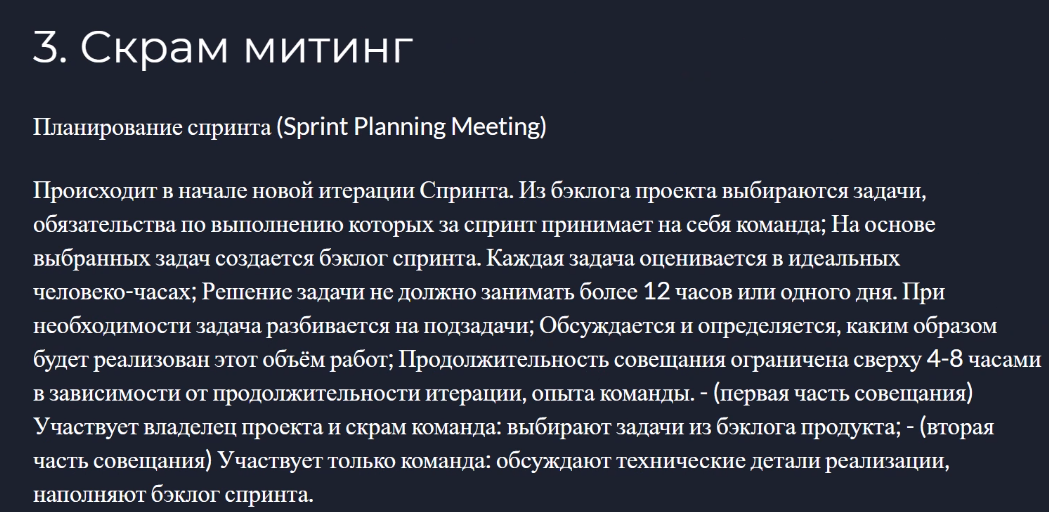 3. Скрам митинг
Планирование спринта (Sprint Planning Meeting)
Происходит в начале новой итерации Спринта. Из бэклога проекта выбираются задачи,
обязательства по выполнению которых за спринт принимает на себя команда; На основе
выбранных задач создается бэклог спринта. Каждая задача оценивается в идеальных
человеко-часах; Решение задачи не должно занимать более 12 часов или одного дня. При
необходимости задача разбивается на подзадачи; Обсуждается и определяется, каким образом
будет реализован этот объём работ; Продолжительность совещания ограничена сверху 4-8 часами
в зависимости от продолжительности итерации, опыта команды. - (первая часть совещания)
Участвует владелец проекта и скрам команда: выбирают задачи из бэклога продукта; - (вторая
часть совещания) Участвует только команда: обсуждают технические детали реализации,
наполняют бэклог спринта.